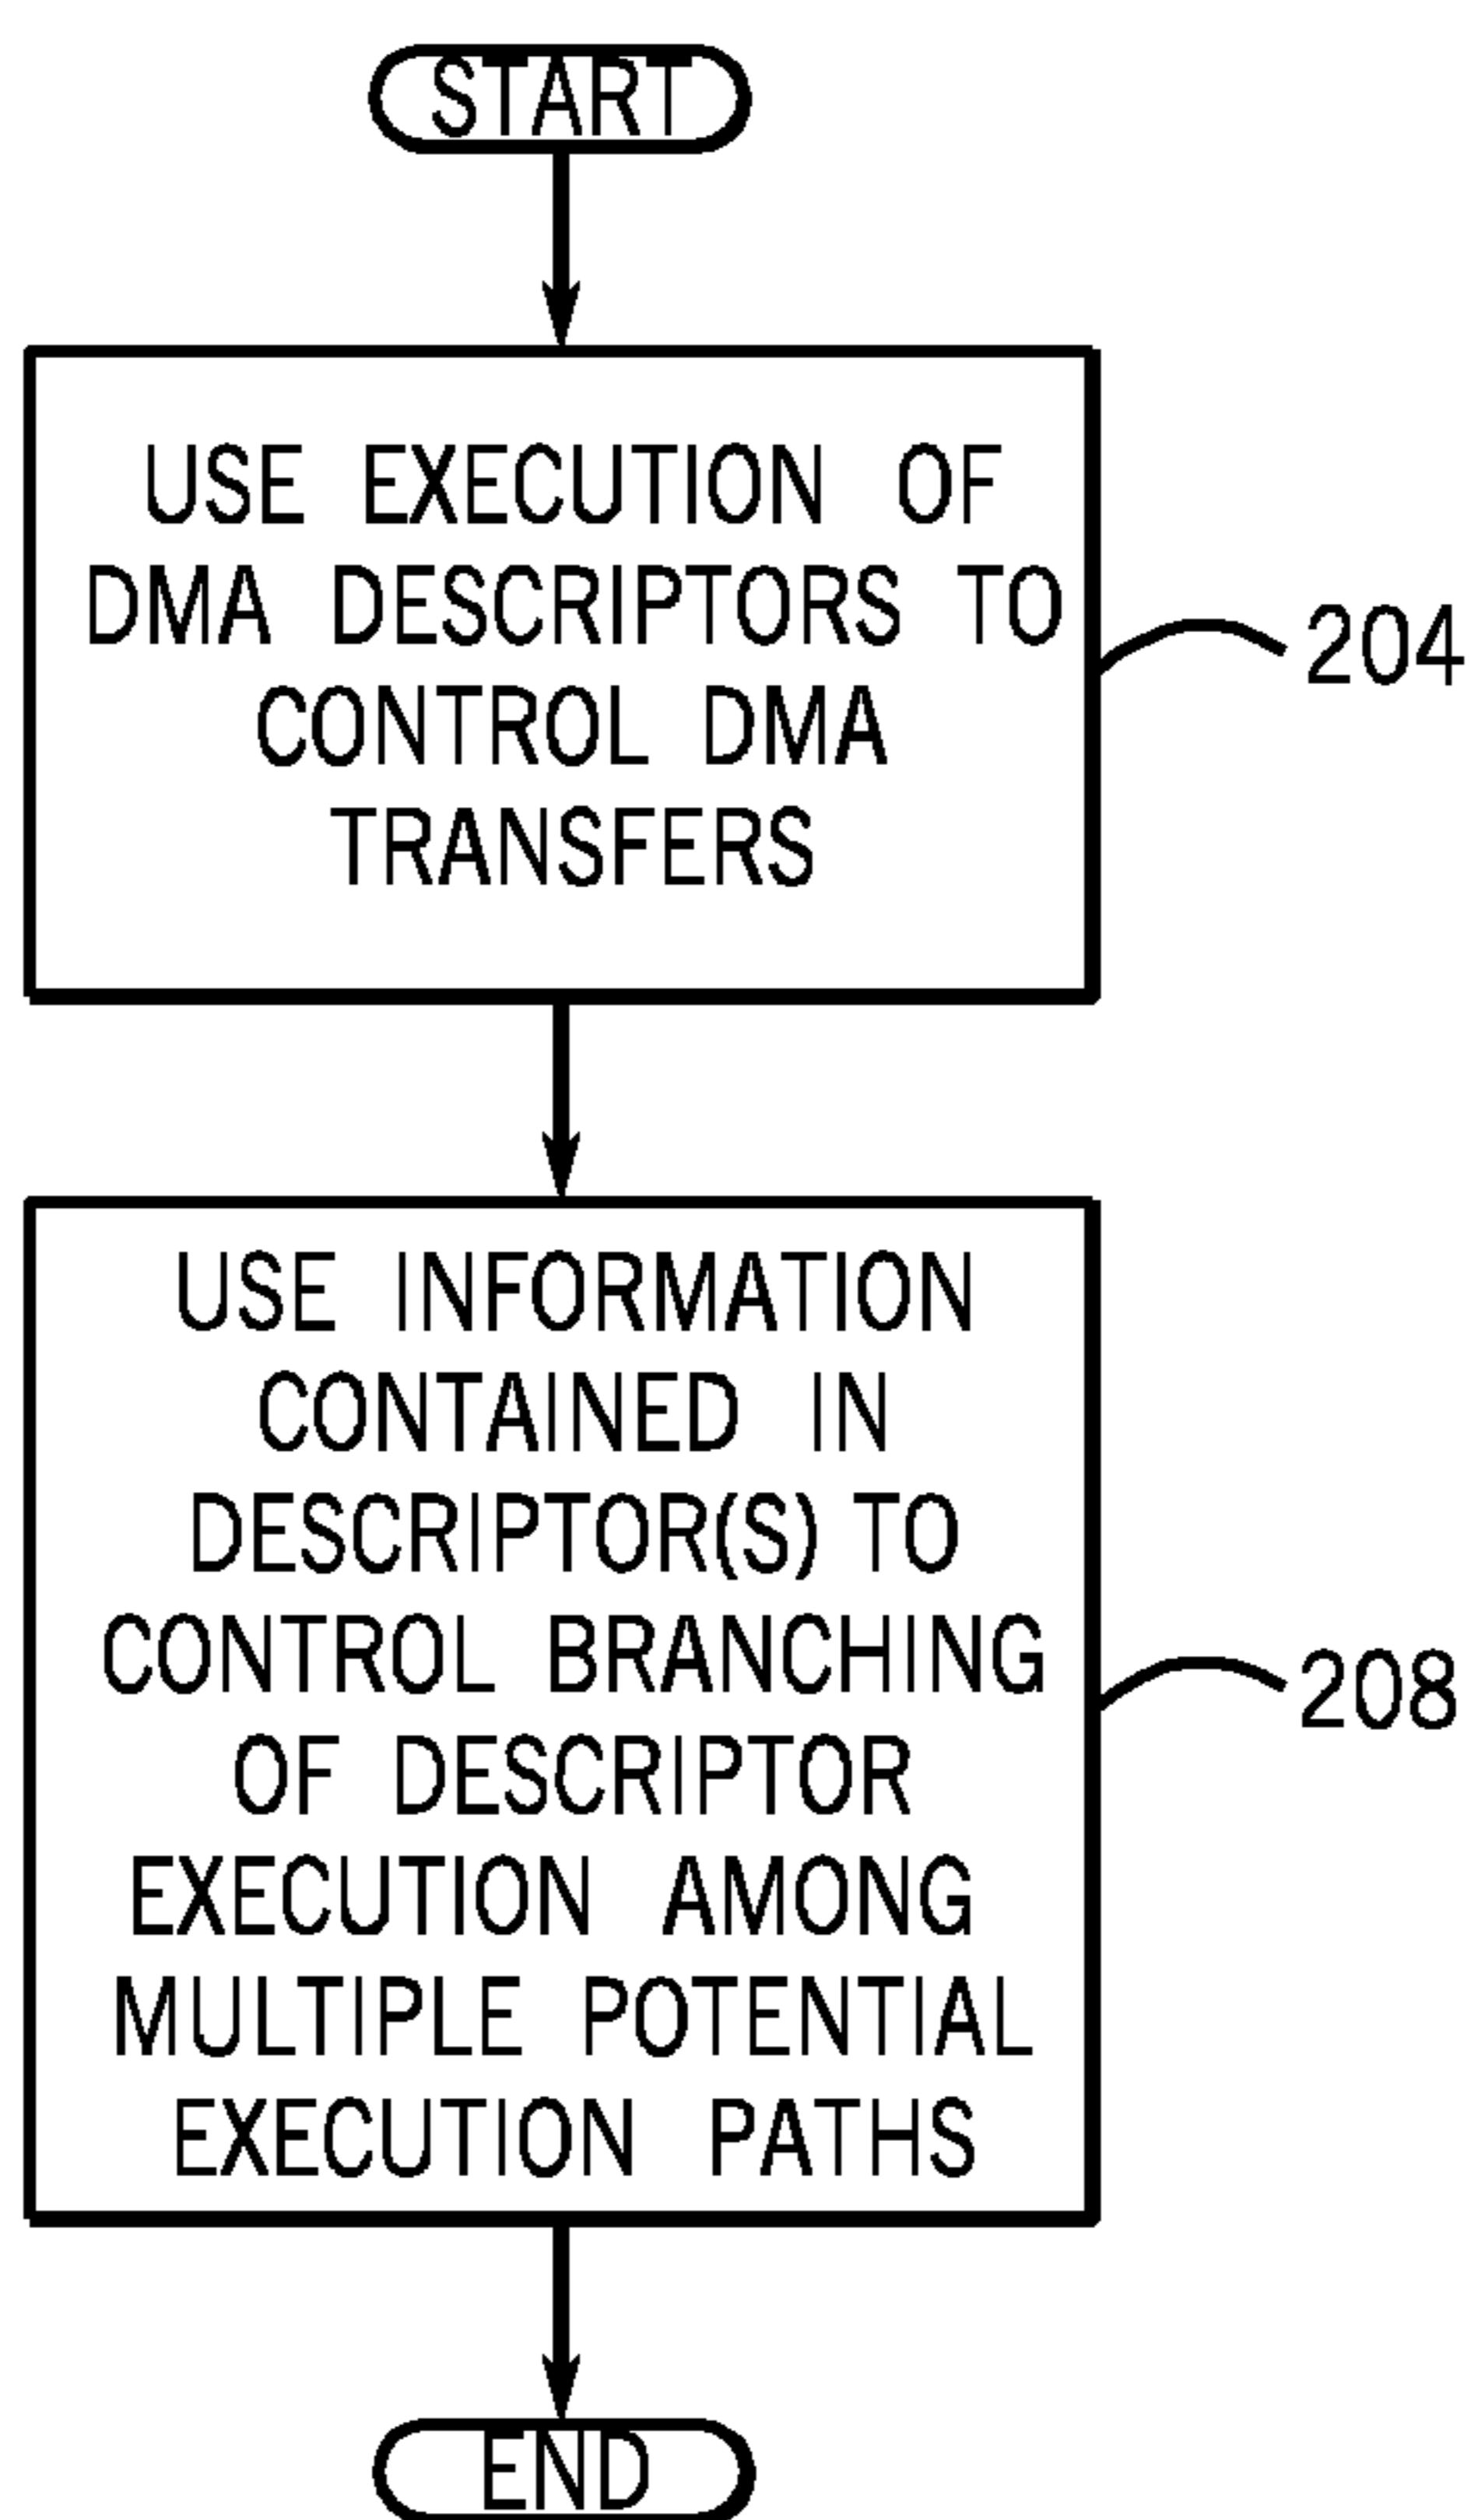 START
USE EXECUTION OF
DMA DESCRIPTORS TO
CONTROL DMA
TRANSFERS
204
USE INFORMATION
CONTAINED IN
DESCRIPTOR(S) TO
CONTROL BRANCHING
OF DESCRIPTOR
EXECUTION AMONG
MULTIPLE POTENTIAL
EXECUTION PATHS
208
END